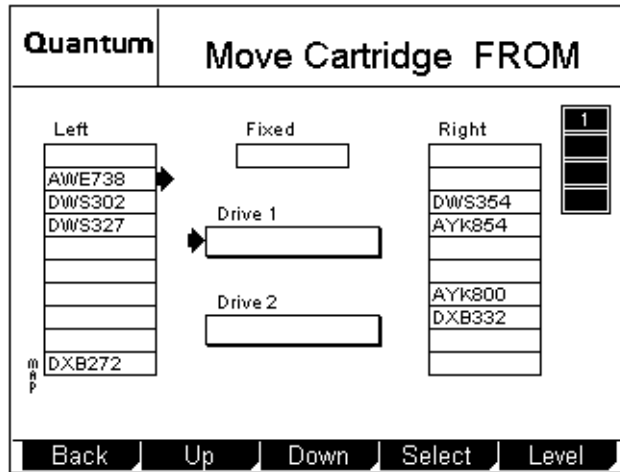 Quantum
Move Cartridge FROM
1
Left
Fixed
Right
AWE738
DWS302
DWS327
DXB272
MAP
Drive 1
Drive 2
DWS354
AYK854
AYK800
DXB332
Back
Up
Down
Select
Level